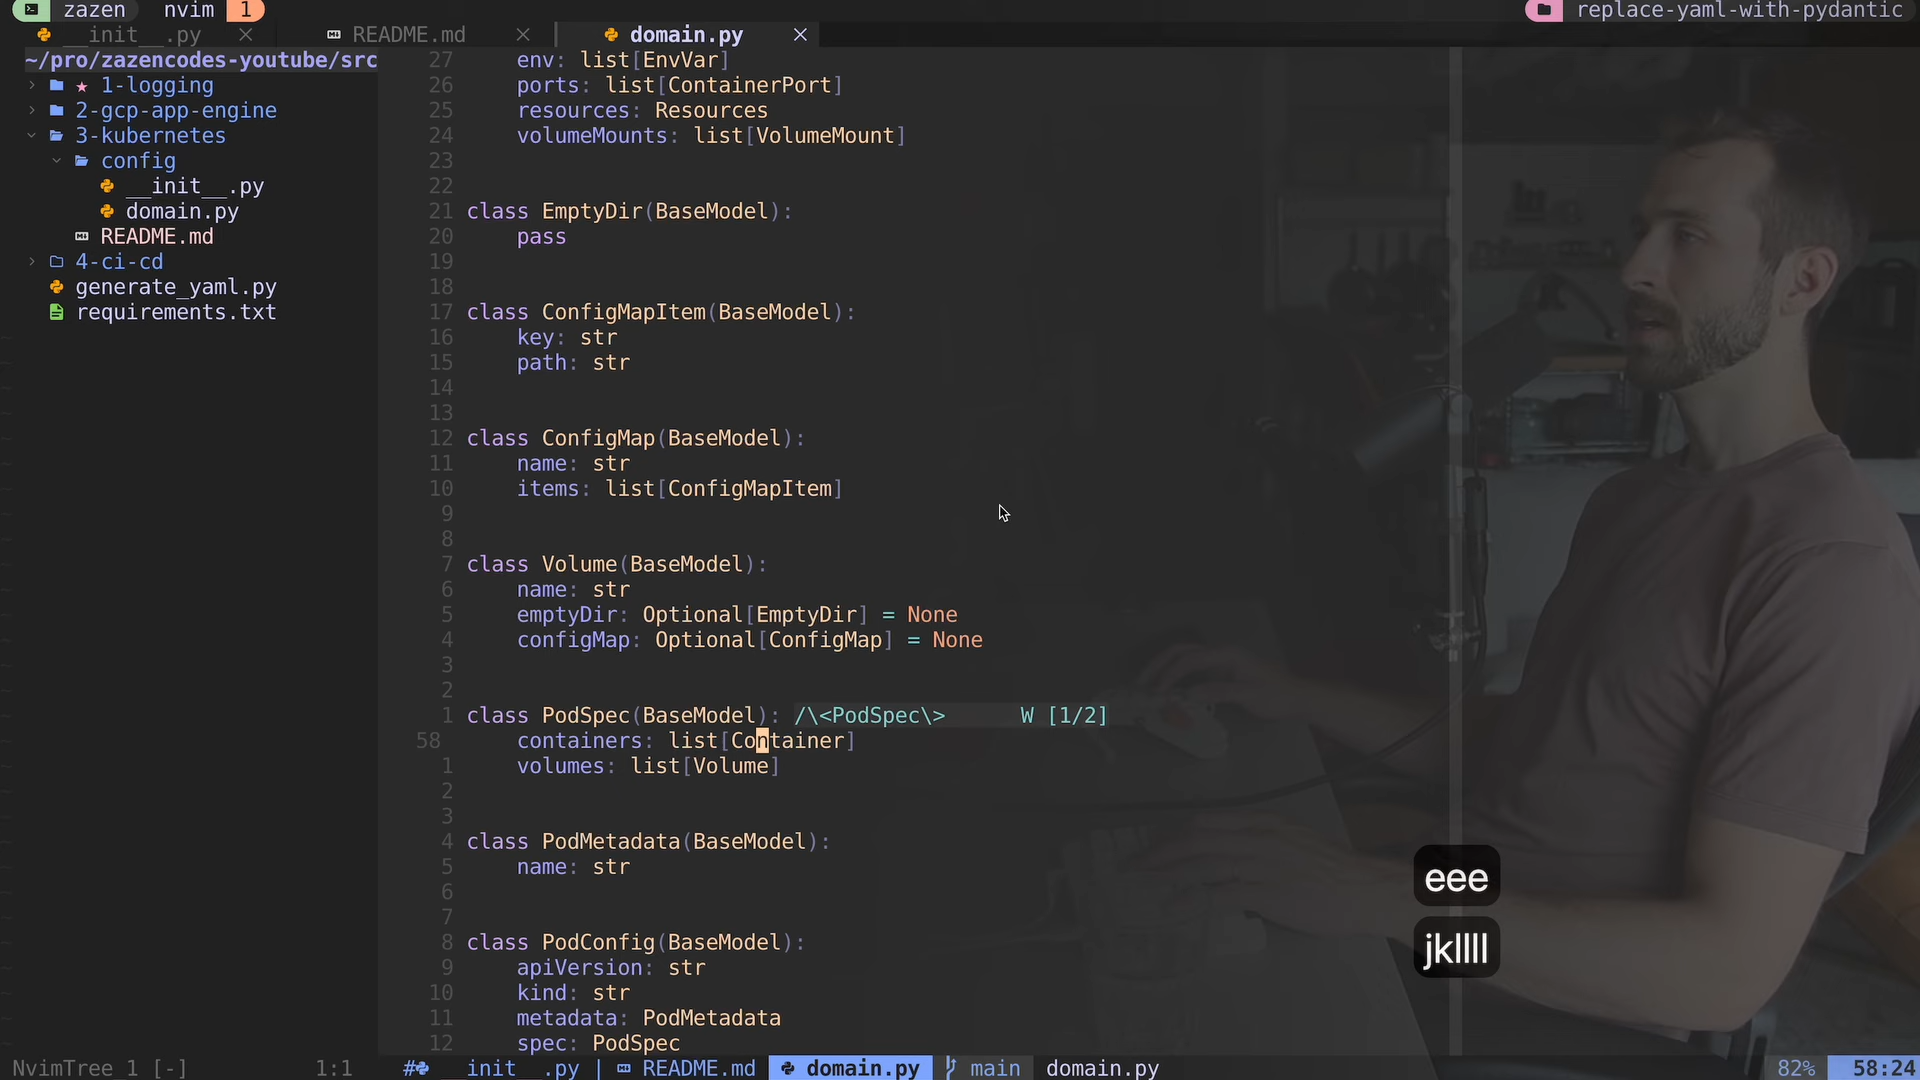 zazen nvim 1 replace-yaml-with-pydantic
__init__.py README.md domain.py
~/pro/zazencodes-youtube/src
1-logging
2-gcp-app-engine
3-kubernetes
config
__init__.py
domain.py
README.md
4-ci-cd
generate_yaml.py
requirements.txt
27 env: list[EnvVar]
26 ports: list[ContainerPort]
25 resources: Resources
24 volumeMounts: list[VolumeMount]
23
22
21 class EmptyDir(BaseModel):
20 pass
19
18
17 class ConfigMapItem(BaseModel):
16 key: str
15 path: str
14
13
12 class ConfigMap(BaseModel):
11 name: str
10 items: list[ConfigMapItem]
9
8
7 class Volume(BaseModel):
6 name: str
5 emptyDir: Optional[EmptyDir] = None
4 configMap: Optional[ConfigMap] = None
3
2
1 class PodSpec(BaseModel): /\<PodSpec\> W [1/2]
58 containers: list[Container]
1 volumes: list[Volume]
2
3
4 class PodMetadata(BaseModel):
5 name: str
6
7
8 class PodConfig(BaseModel):
9 apiVersion: str
10 kind: str
11 metadata: PodMetadata
12 spec: PodSpec
eee
jkllll
NvimTree 1 [-] 1:1 # __init__.py | README.md domain.py main domain.py 82% 58:24